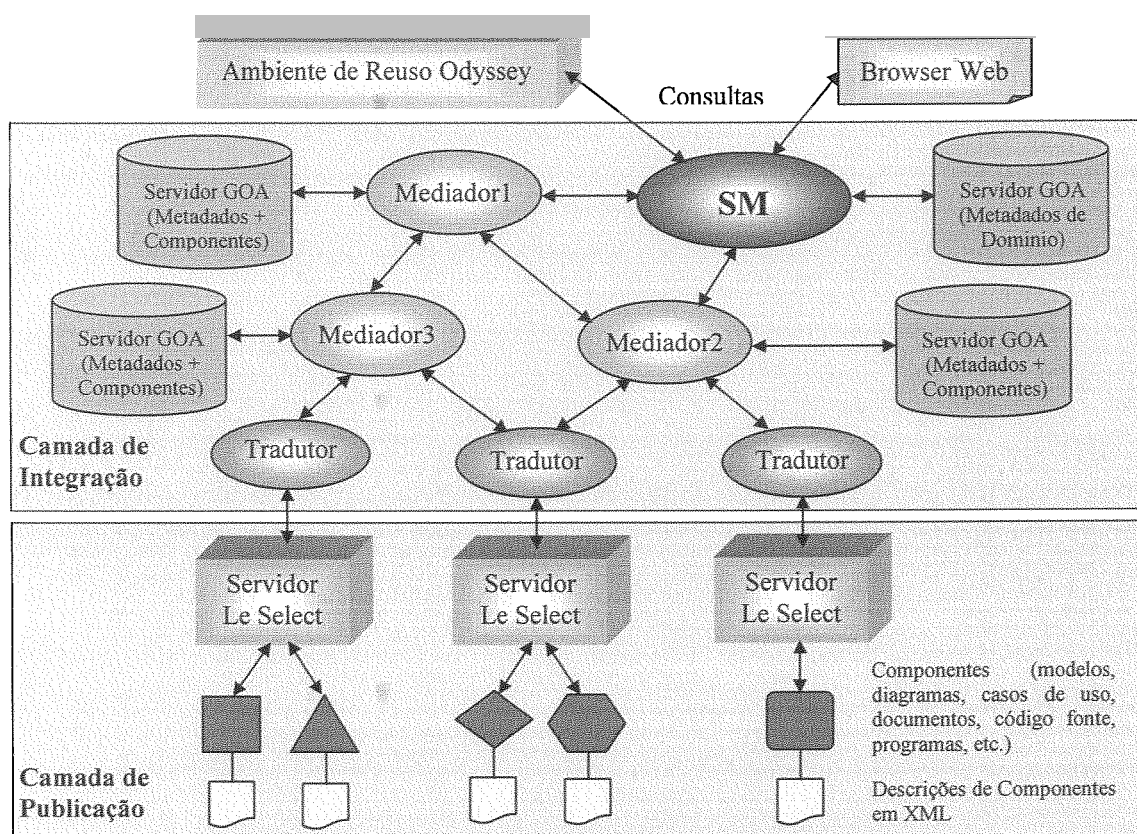 Ambiente de Reuso Odyssey
Browser Web
Consultas
Servidor GOA
(Metadados +
Componentes)
Mediador1
SM
Servidor GOA
(Metadados de
Domínio)
Servidor GOA
(Metadados +
Componentes)
Mediador3
Mediador2
Servidor GOA
(Metadados +
Componentes)
Camada de
Integração
Tradutor
Tradutor
Tradutor
Servidor
Le Select
Servidor
Le Select
Servidor
Le Select
Componentes (modelos,
diagramas, casos de uso,
documentos, código fonte,
programas, etc.)
Camada de
Publicação
Descrições de Componentes
em XML